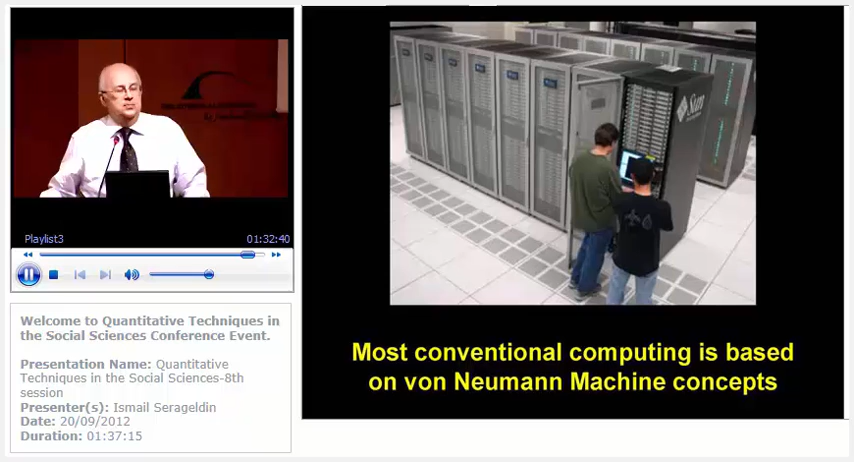 Playlist3 01:32:40
Welcome to Quantitative Techniques in
the Social Sciences Conference Event.
Presentation Name: Quantitative
Techniques in the Social Sciences-8th
session
Presenter(s): Ismail Serageldin
Date: 20/09/2012
Duration: 01:37:15
Sun
Most conventional computing is based
on von Neumann Machine concepts